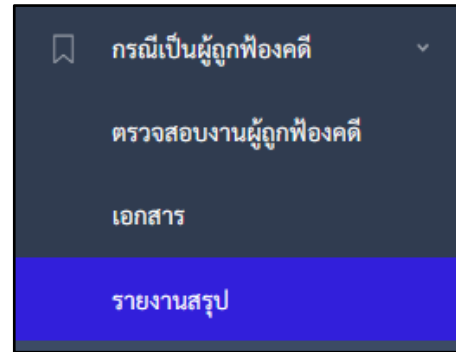 กรณีเป็นผู้ถูกฟ้องคดี
ตรวจสอบงานผู้ถูกฟ้องคดี
เอกสาร
รายงานสรุป